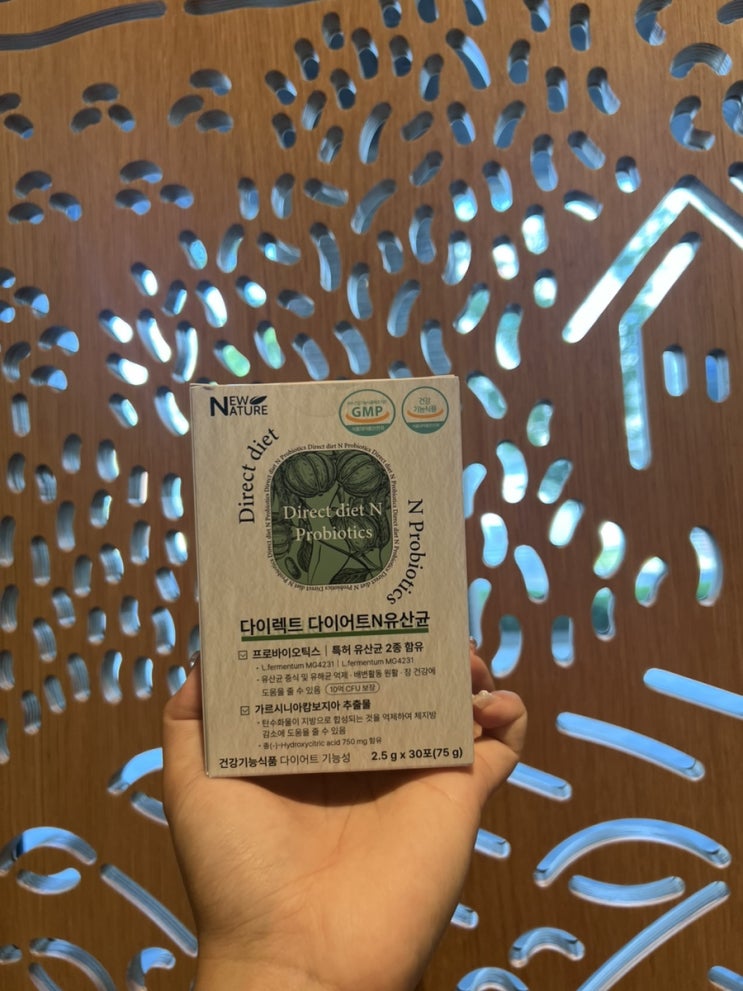 NEW NATURE
GMP
건강
기능식품
Direct diet
Direct diet N Probiotics Direct diet N Probiotics
Direct diet N
Probiotics
N Probiotics
다이렉트 다이어트N유산균
프로바이오틱스 | 특허 유산균 2종 함유
- L.fermentum MG4231 | L.fermentum MG4231
- 유산균 증식 및 유해균 억제 · 배변활동 원활 · 장 건강에
도움을 줄 수 있음 10억 CFU 보장
가르시니아캄보지아 추출물
- 탄수화물이 지방으로 합성되는 것을 억제하여 체지방
감소에 도움을 줄 수 있음
- 총(-)-Hydroxycitric acid 750 mg 함유
건강기능식품 다이어트 기능성
2.5 g x 30포(75 g)